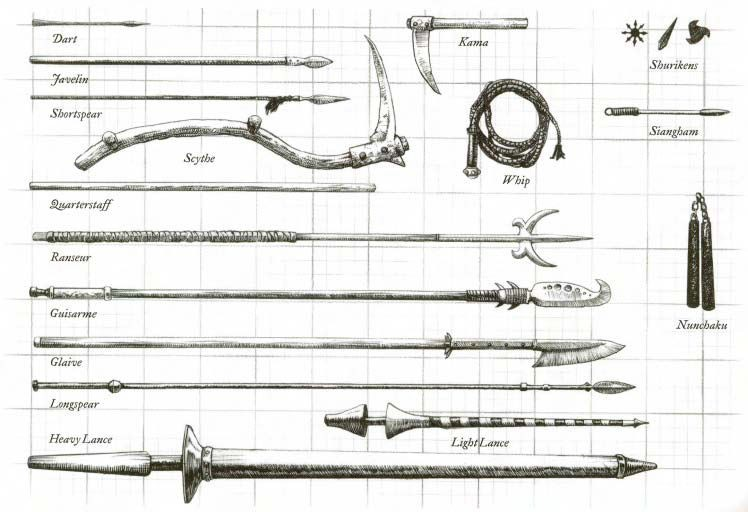 Dart
Kama
Javelin
Shurikens
Shortspear
Siangham
Scythe
Whip
Quarterstaff
Ranseur
Guisarme
Nunchaku
Glaive
Longspear
Heavy Lance
Light Lance